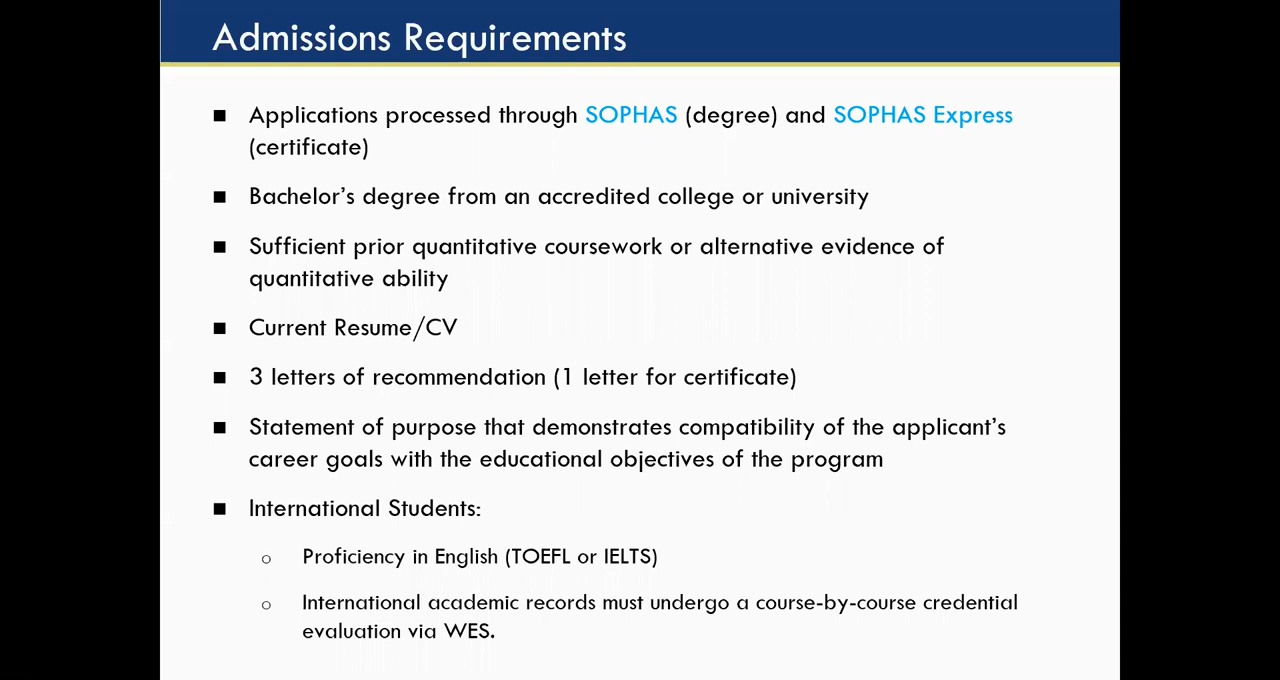 Admissions Requirements
■ Applications processed through SOPHAS (degree) and SOPHAS Express
(certificate)
■ Bachelor’s degree from an accredited college or university
■ Sufficient prior quantitative coursework or alternative evidence of
quantitative ability
■ Current Resume/CV
■ 3 letters of recommendation (1 letter for certificate)
■ Statement of purpose that demonstrates compatibility of the applicant’s
career goals with the educational objectives of the program
■ International Students:
○ Proficiency in English (TOEFL or IELTS)
○ International academic records must undergo a course-by-course credential
evaluation via WES.